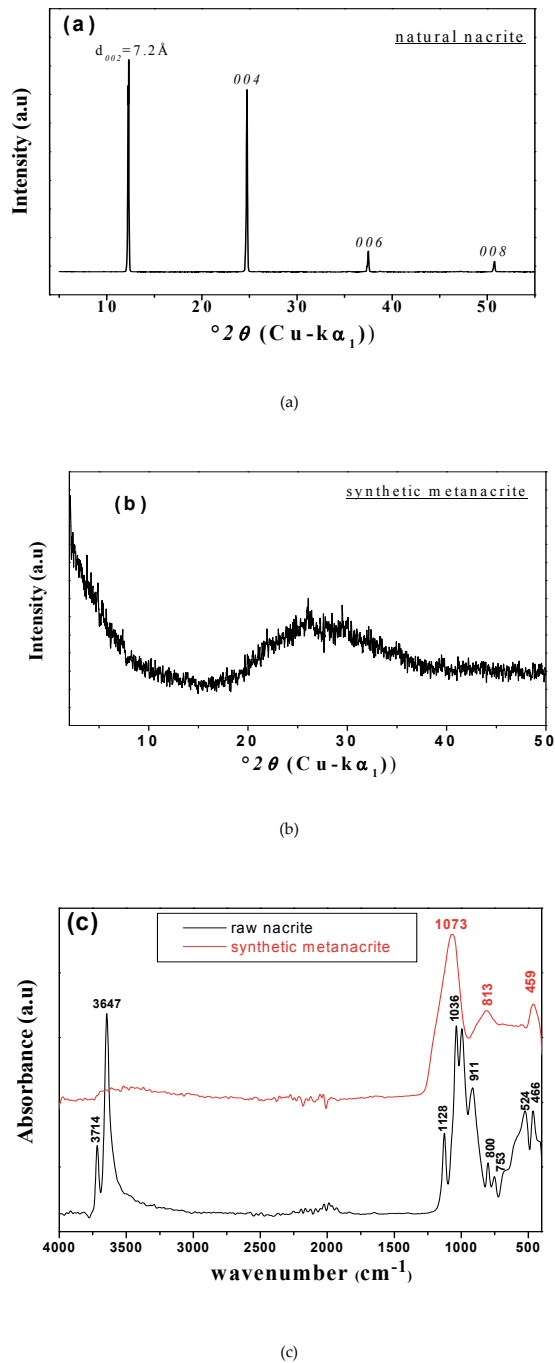 (a)
natural nacrite
d002=7.2Å
004
006
008
Intensity (a.u)
10 20 30 40 50
°2θ (Cu-kα1))
(a)
(b)
synthetic metanacrite
Intensity (a.u)
10 20 30 40 50
°2θ (Cu-kα1)
(b)
(c)
raw nacrite
synthetic metanacrite
1073
813
459
3647
3714
1128
1036
911
800
753
524
466
Absorbance (a.u)
4000 3500 3000 2500 2000 1500 1000 500
wavenumber (cm-1)
(c)